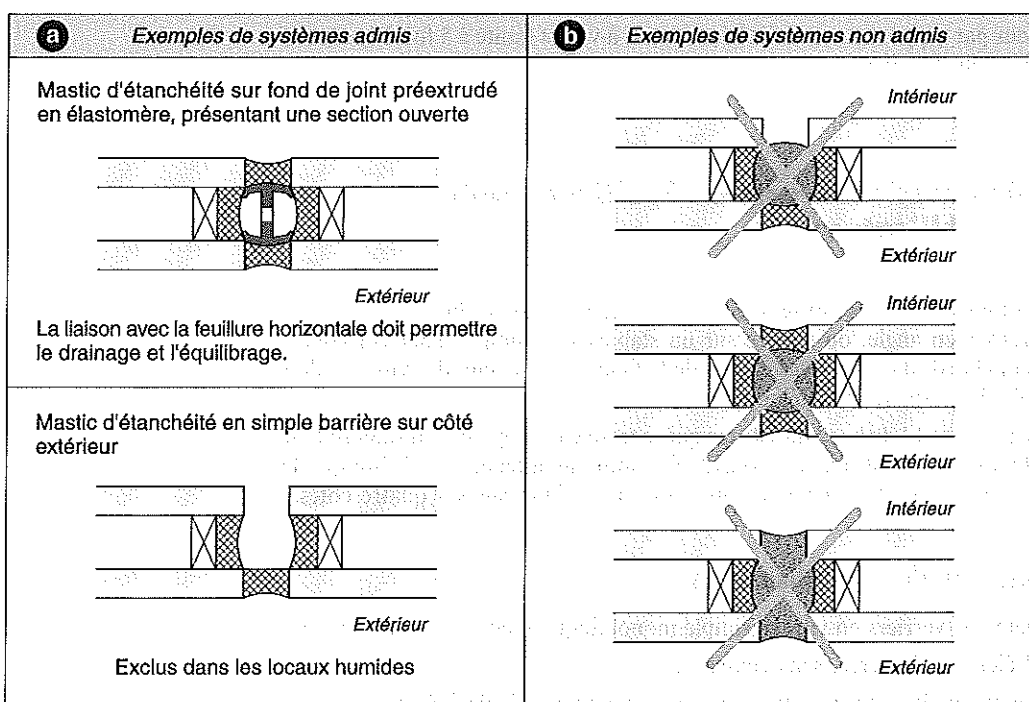 a Exemples de systèmes admis
Mastic d'étanchéité sur fond de joint préextrudé
en élastomère, présentant une section ouverte
Extérieur
La liaison avec la feuillure horizontale doit permettre
le drainage et l'équilibrage.
Mastic d'étanchéité en simple barrière sur côté
extérieur
Extérieur
Exclus dans les locaux humides
b Exemples de systèmes non admis
Intérieur
Extérieur
Intérieur
Extérieur
Intérieur
Extérieur